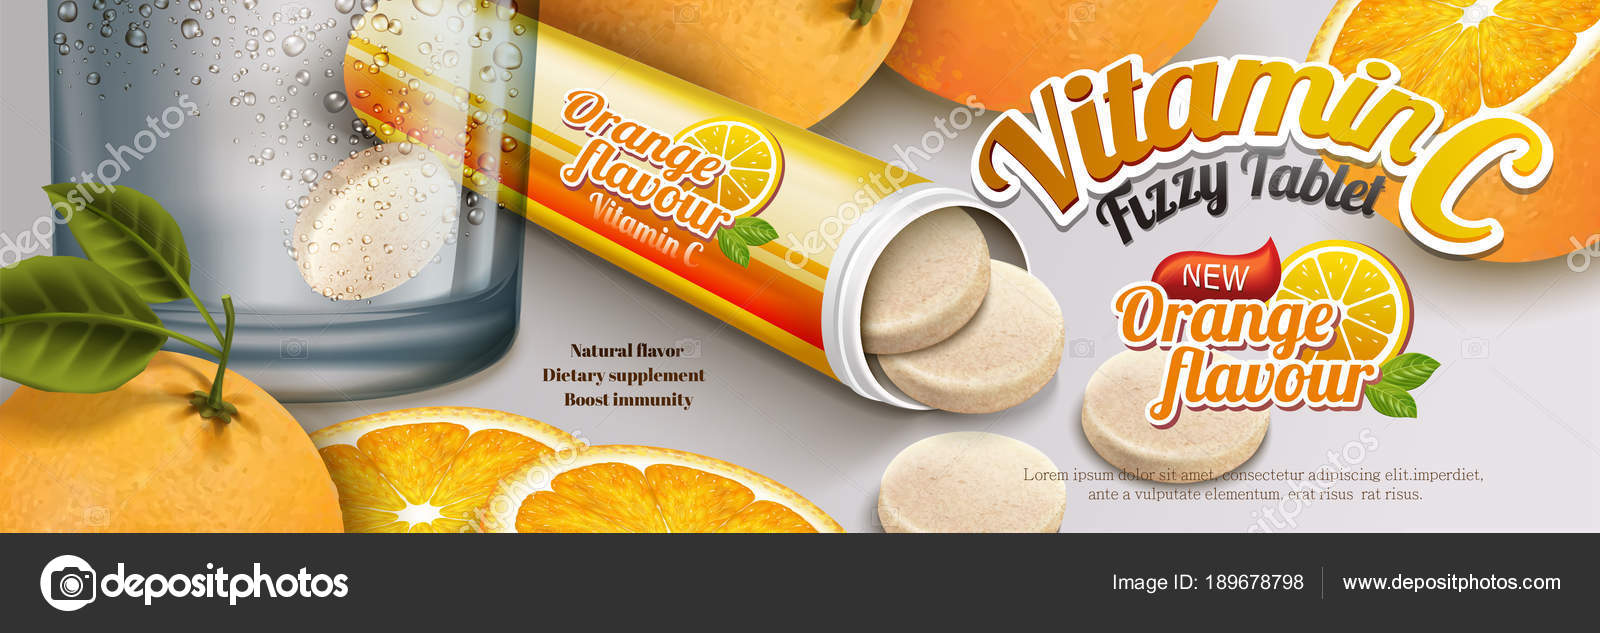 Vitamin C
Fizzy Tablet
NEW
Orange
flavour
Orange
flavour
Vitamin C
Natural flavor
Dietary supplement
Boost immunity
Lorem ipsum dolor sit amet, consectetur adipiscing elit.imperdiet,
ante a vulputate elementum, erat risus rat risus.
depositphotos
Image ID: 189678798
www.depositphotos.com